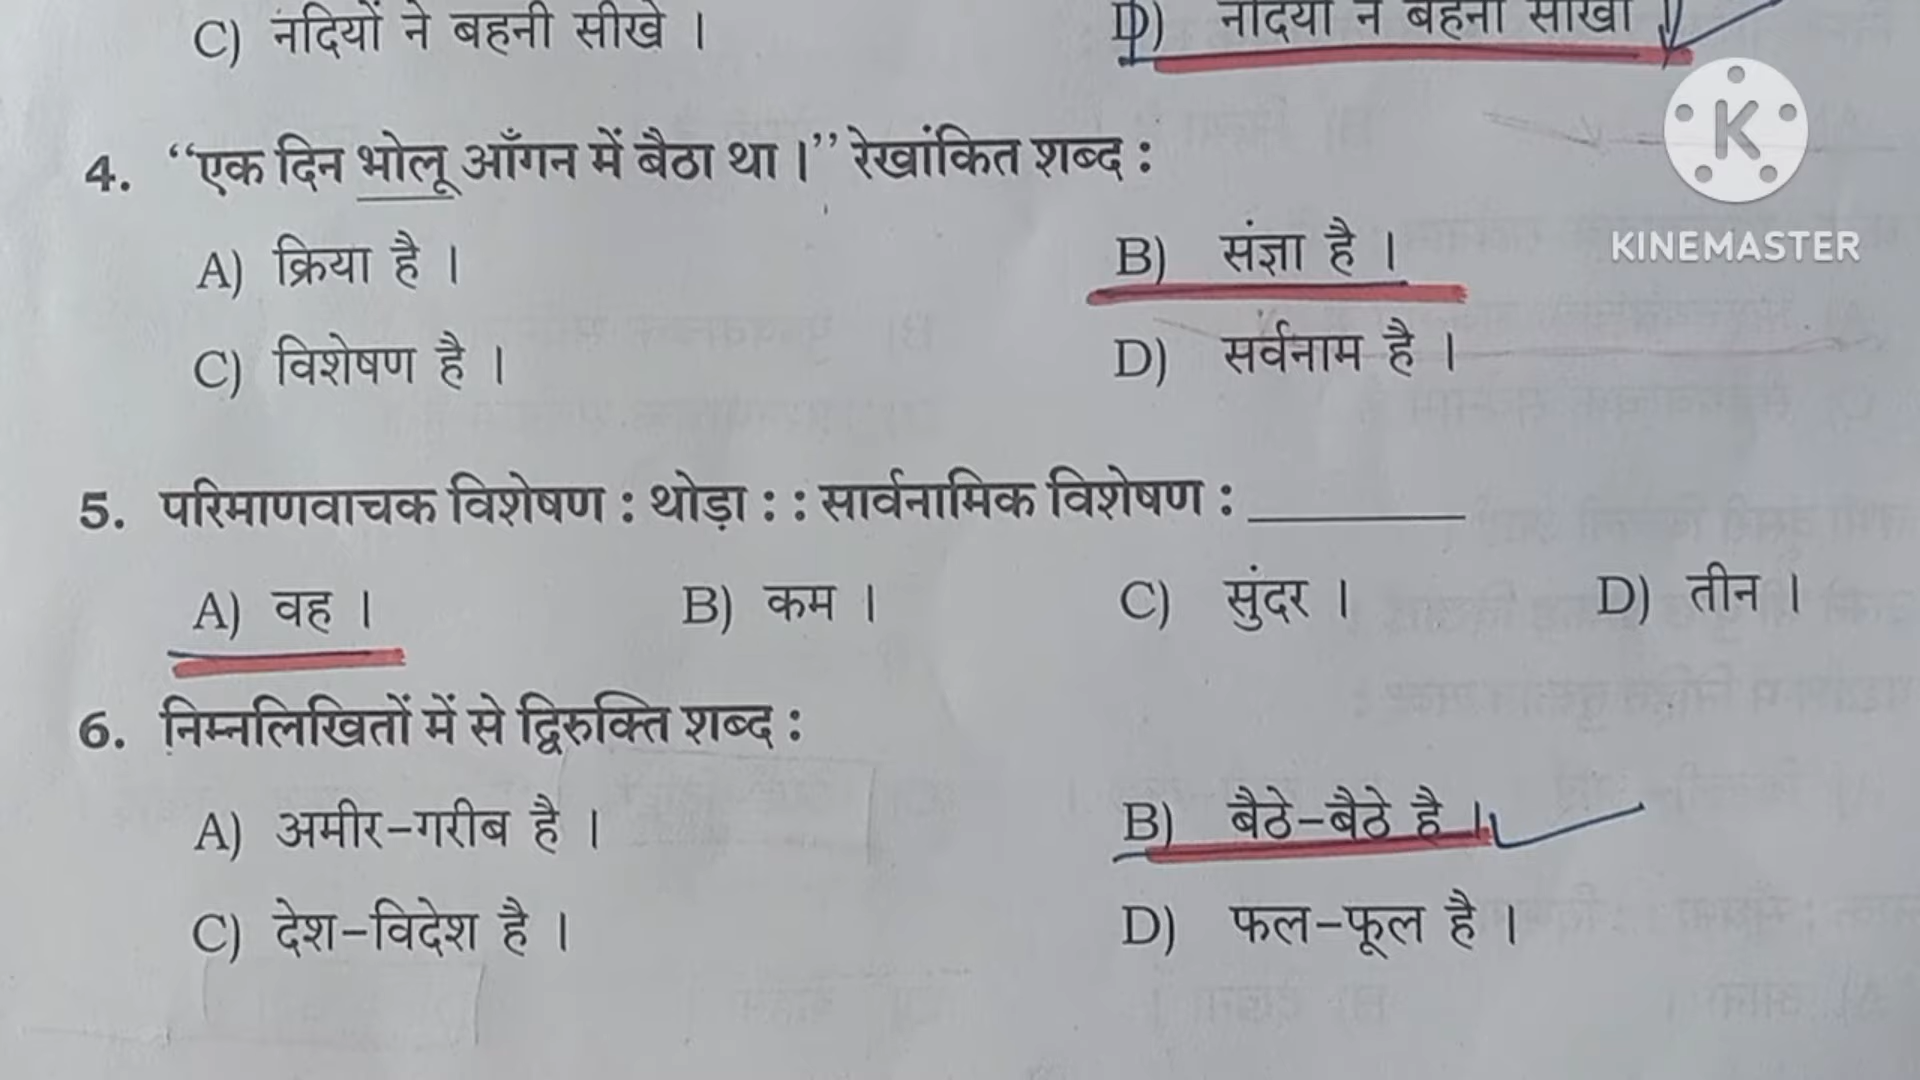 C) नदियों ने बहनी सीखे ।
D) नदियों ने बहना सीखा ।
4. “एक दिन भोलू आँगन में बैठा था ।” रेखांकित शब्द :
A) क्रिया है ।
B) संज्ञा है ।
C) विशेषण है ।
D) सर्वनाम है ।
5. परिमाणवाचक विशेषण : थोड़ा : : सार्वनामिक विशेषण : ________
A) वह । B) कम । C) सुंदर । D) तीन ।
6. निम्नलिखितों में से द्विरुक्ति शब्द :
A) अमीर-गरीब है ।
B) बैठे-बैठे है ।
C) देश-विदेश है ।
D) फल-फूल है ।
K
KINEMASTER